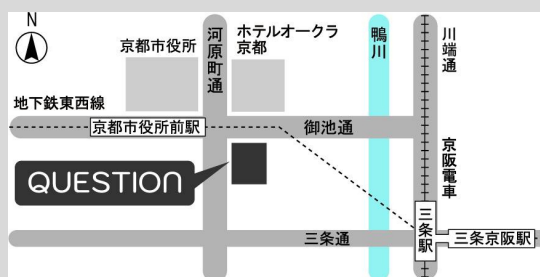 N
京都市役所
河原町通
ホテルオークラ
京都
鴨川
川端通
地下鉄東西線
京都市役所前駅
御池通
京阪電車
QUESTION
三条駅
三条通
三条京阪駅